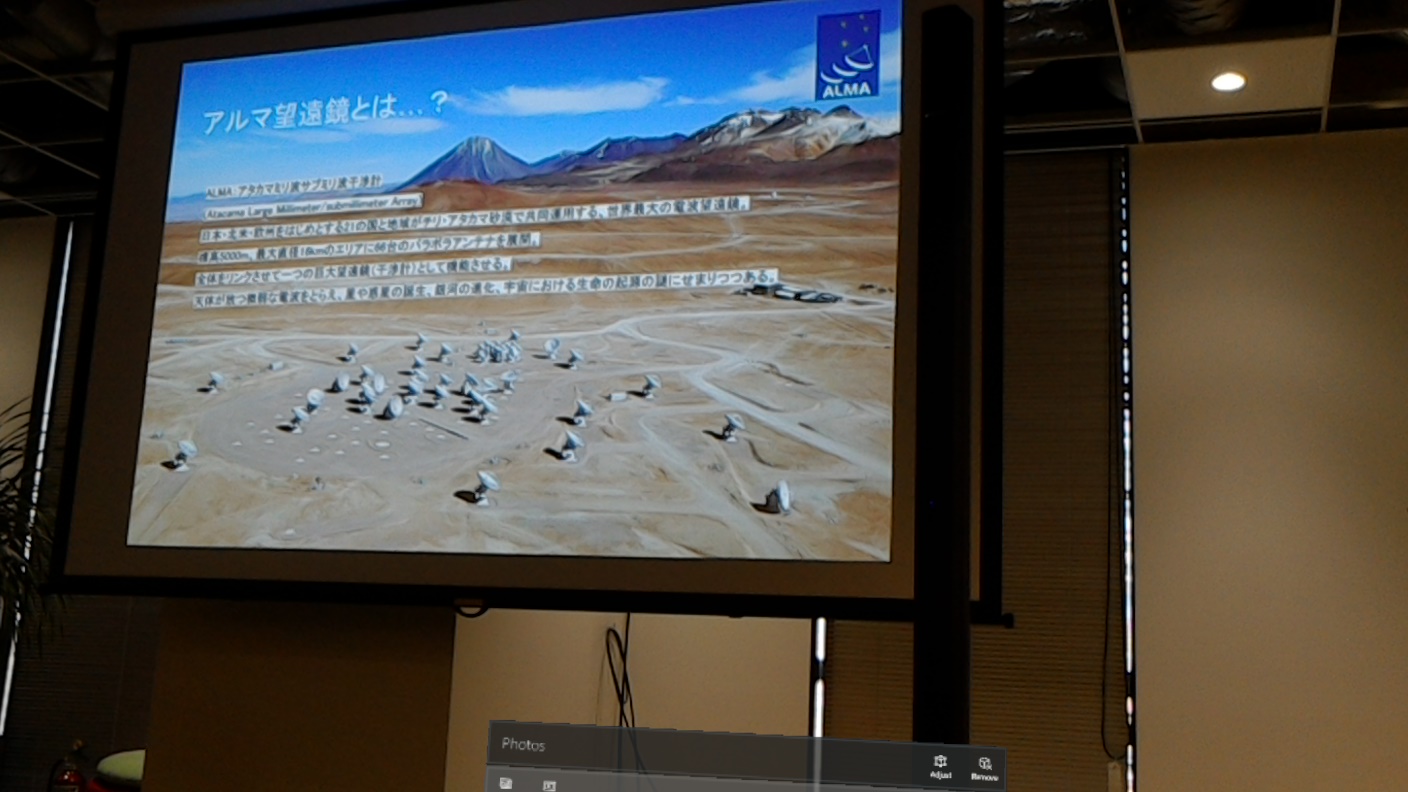 アルマ望遠鏡とは…？
ALMA
ALMA: アタカマミリ波サブミリ波干渉計
Atacama Large Millimeter/submillimeter Array
日本・北米・欧州をはじめとする21の国と地域がチリ・アタカマ砂漠で共同運用する、世界最大の電波望遠鏡。
標高5000m、最大直径16kmのエリアに66台のパラボラアンテナを展開。
全体をリンクさせて一つの巨大望遠鏡(干渉計)として機能させる。
天体が放つ微弱な電波をとらえ、星や惑星の誕生、銀河の進化、宇宙における生命の起源の謎にせまりつつある。
Photos
Adjust
Remove